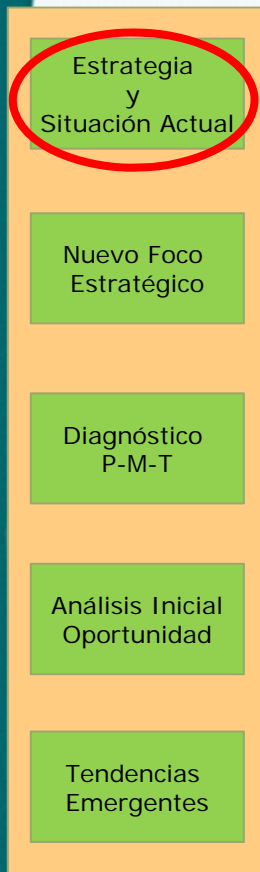 Estrategia
y
Situación Actual
Nuevo Foco
Estratégico
Diagnóstico
P-M-T
Análisis Inicial
Oportunidad
Tendencias
Emergentes